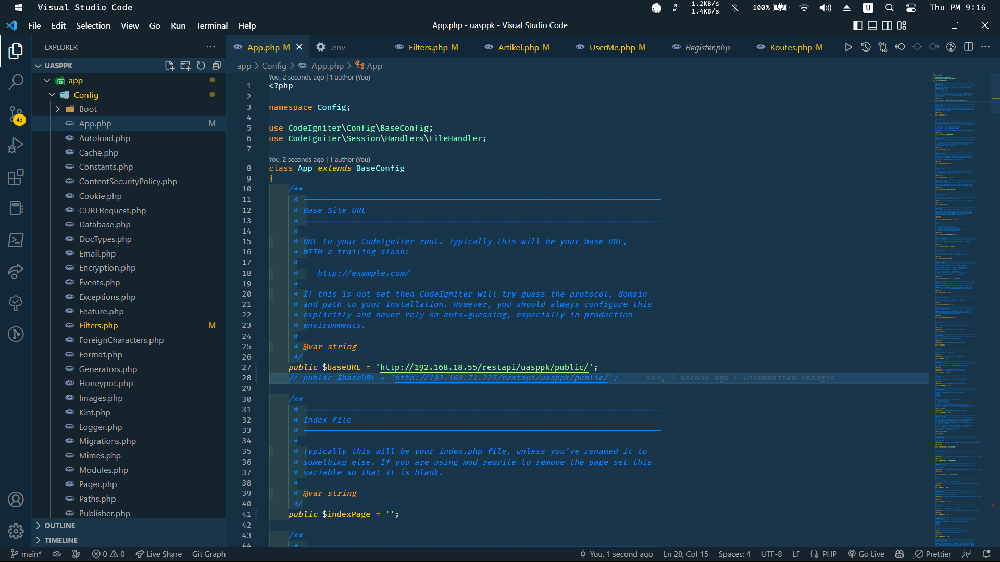 Visual Studio Code
1.2KB/s
1.4KB/s
100%
U
Thu PM 9:16
File Edit Selection View Go Run Terminal Help
App.php - uasppk - Visual Studio Code
EXPLORER
App.php M
.env
Filters.php M
Artikel.php M
UserMe.php M
Register.php
Routes.php M
UASPPK
app > Config > App.php > App
app
Config
Boot
App.php M
Autoload.php
Cache.php
Constants.php
ContentSecurityPolicy.php
Cookie.php
CURLRequest.php
Database.php
DocTypes.php
Email.php
Encryption.php
Events.php
Exceptions.php
Feature.php
Filters.php M
ForeignCharacters.php
Format.php
Generators.php
Honeypot.php
Images.php
Kint.php
Logger.php
Migrations.php
Mimes.php
Modules.php
Pager.php
Paths.php
Publisher.php
OUTLINE
TIMELINE
43
You, 2 seconds ago | 1 author (You)
1 <?php
2
3 namespace Config;
4
5 use CodeIgniter\Config\BaseConfig;
6 use CodeIgniter\Session\Handlers\FileHandler;
7
You, 2 seconds ago | 1 author (You)
8 class App extends BaseConfig
9 {
10 /**
11 * --------------------------------------------------------------------------
12 * Base Site URL
13 * --------------------------------------------------------------------------
14 *
15 * URL to your CodeIgniter root. Typically this will be your base URL,
16 * WITH a trailing slash:
17 *
18 * http://example.com/
19 *
20 * If this is not set then CodeIgniter will try guess the protocol, domain
21 * and path to your installation. However, you should always configure this
22 * explicitly and never rely on auto-guessing, especially in production
23 * environments.
24 *
25 * @var string
26 */
27 public $baseURL = 'http://192.168.18.55/restapi/uasppk/public/';
28 // public $baseURL = 'http://192.168.71.227/restapi/uasppk/public/'; You, 1 second ago • Uncommitted changes
29
30 /**
31 * --------------------------------------------------------------------------
32 * Index File
33 * --------------------------------------------------------------------------
34 *
35 * Typically this will be your index.php file, unless you've renamed it to
36 * something else. If you are using mod_rewrite to remove the page set this
37 * variable so that it is blank.
38 *
39 * @var string
40 */
41 public $indexPage = '';
42
43 /**
44 * --------------------------------------------------------------------------
main* 0 0 Live Share Git Graph
You, 1 second ago Ln 28, Col 15 Spaces: 4 UTF-8 LF {} PHP Go Live Prettier